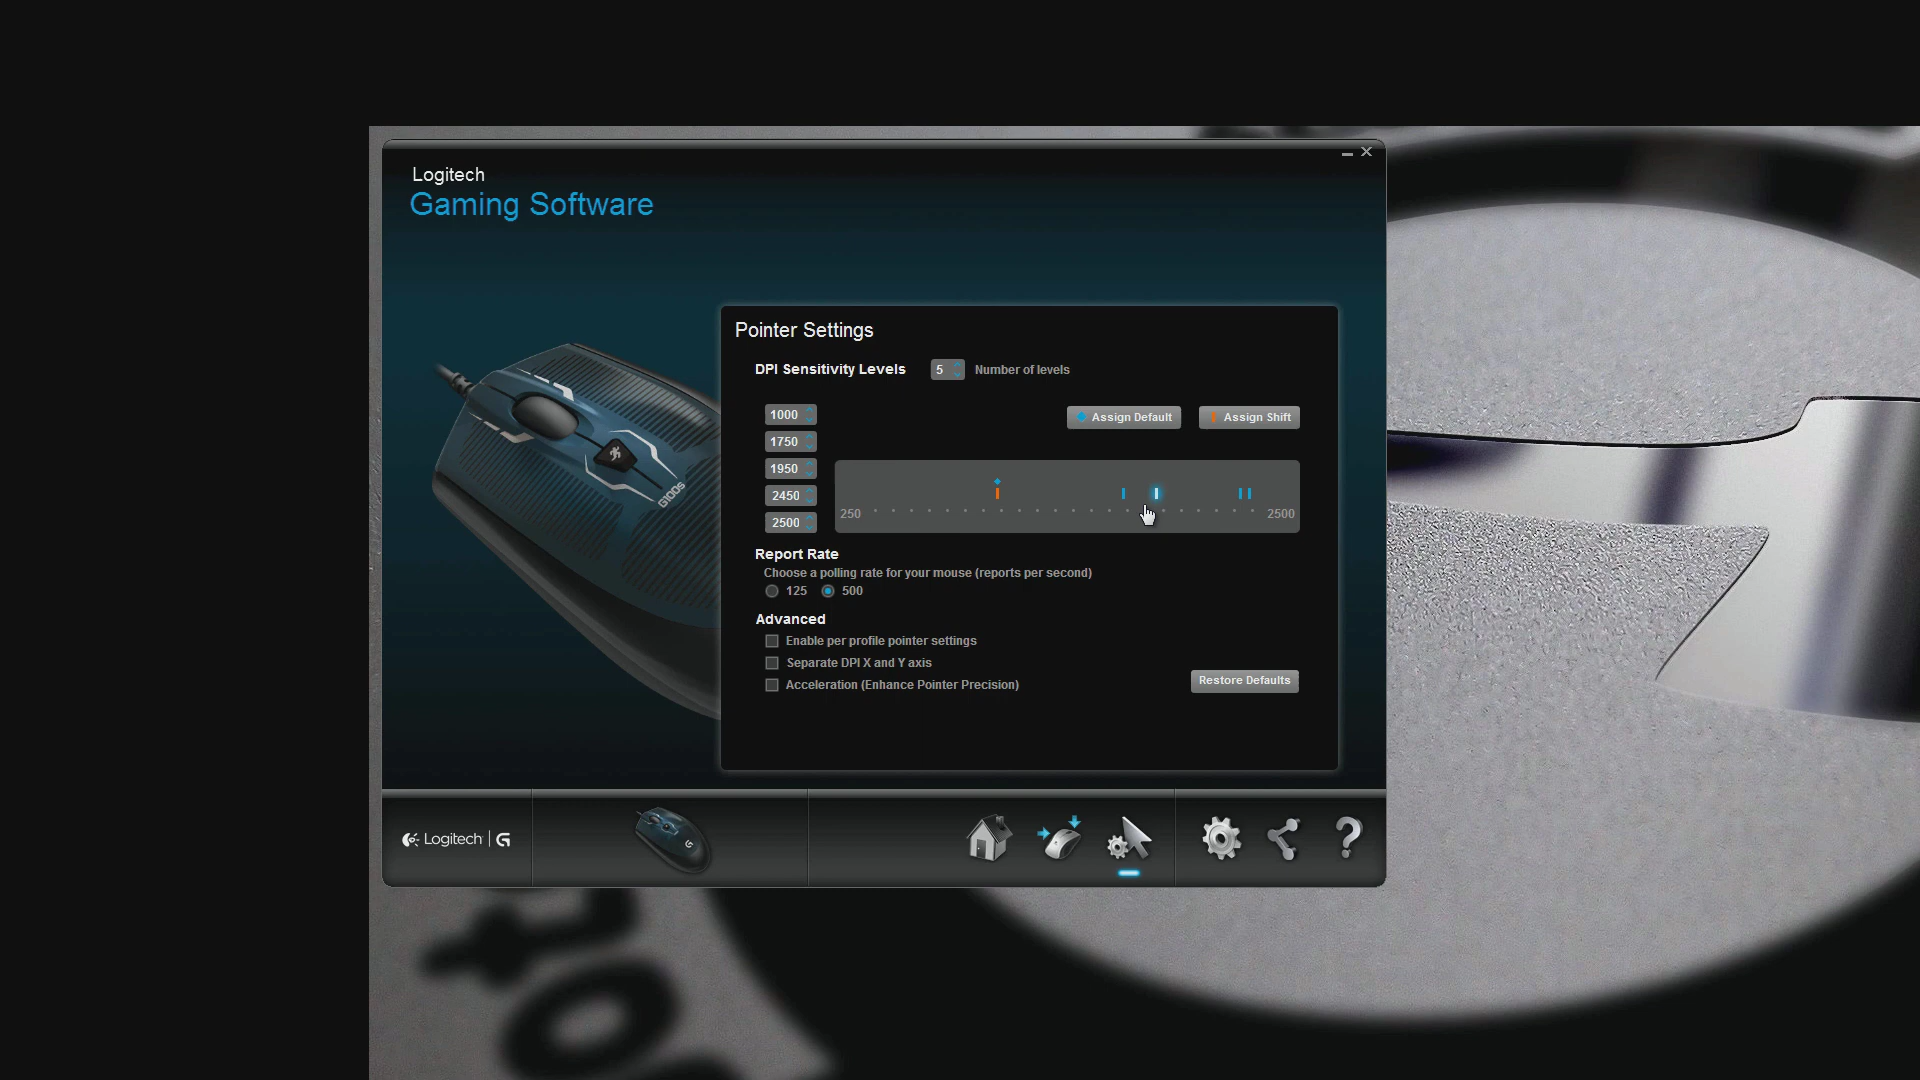 Logitech
Gaming Software
Pointer Settings
DPI Sensitivity Levels
5
Number of levels
1000
Assign Default
Assign Shift
1750
1950
2450
2500
250
2500
Report Rate
Choose a polling rate for your mouse (reports per second)
125
500
Advanced
Enable per profile pointer settings
Separate DPI X and Y axis
Acceleration (Enhance Pointer Precision)
Restore Defaults
G100s
Logitech